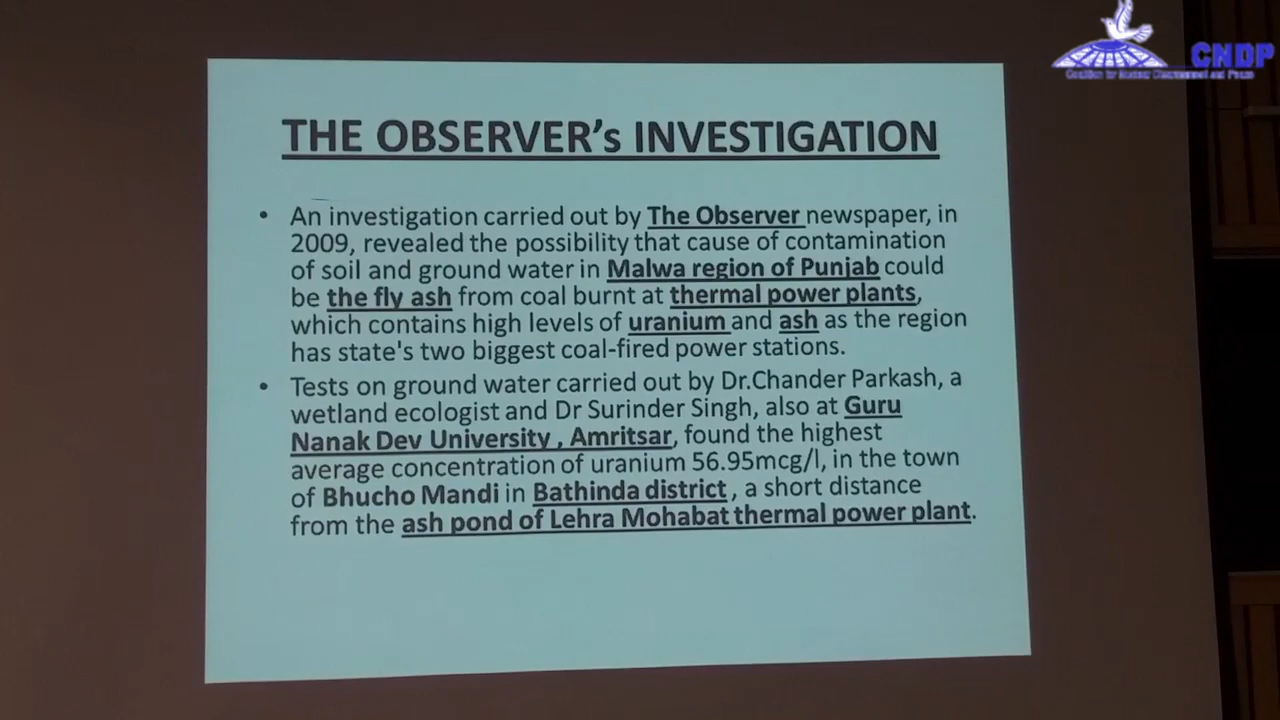 CNDP
Coalition for Nuclear Disarmament and Peace
THE OBSERVER's INVESTIGATION
• An investigation carried out by The Observer newspaper, in
2009, revealed the possibility that cause of contamination
of soil and ground water in Malwa region of Punjab could
be the fly ash from coal burnt at thermal power plants,
which contains high levels of uranium and ash as the region
has state's two biggest coal-fired power stations.
• Tests on ground water carried out by Dr.Chander Parkash, a
wetland ecologist and Dr Surinder Singh, also at Guru
Nanak Dev University , Amritsar, found the highest
average concentration of uranium 56.95mcg/l, in the town
of Bhucho Mandi in Bathinda district , a short distance
from the ash pond of Lehra Mohabat thermal power plant.